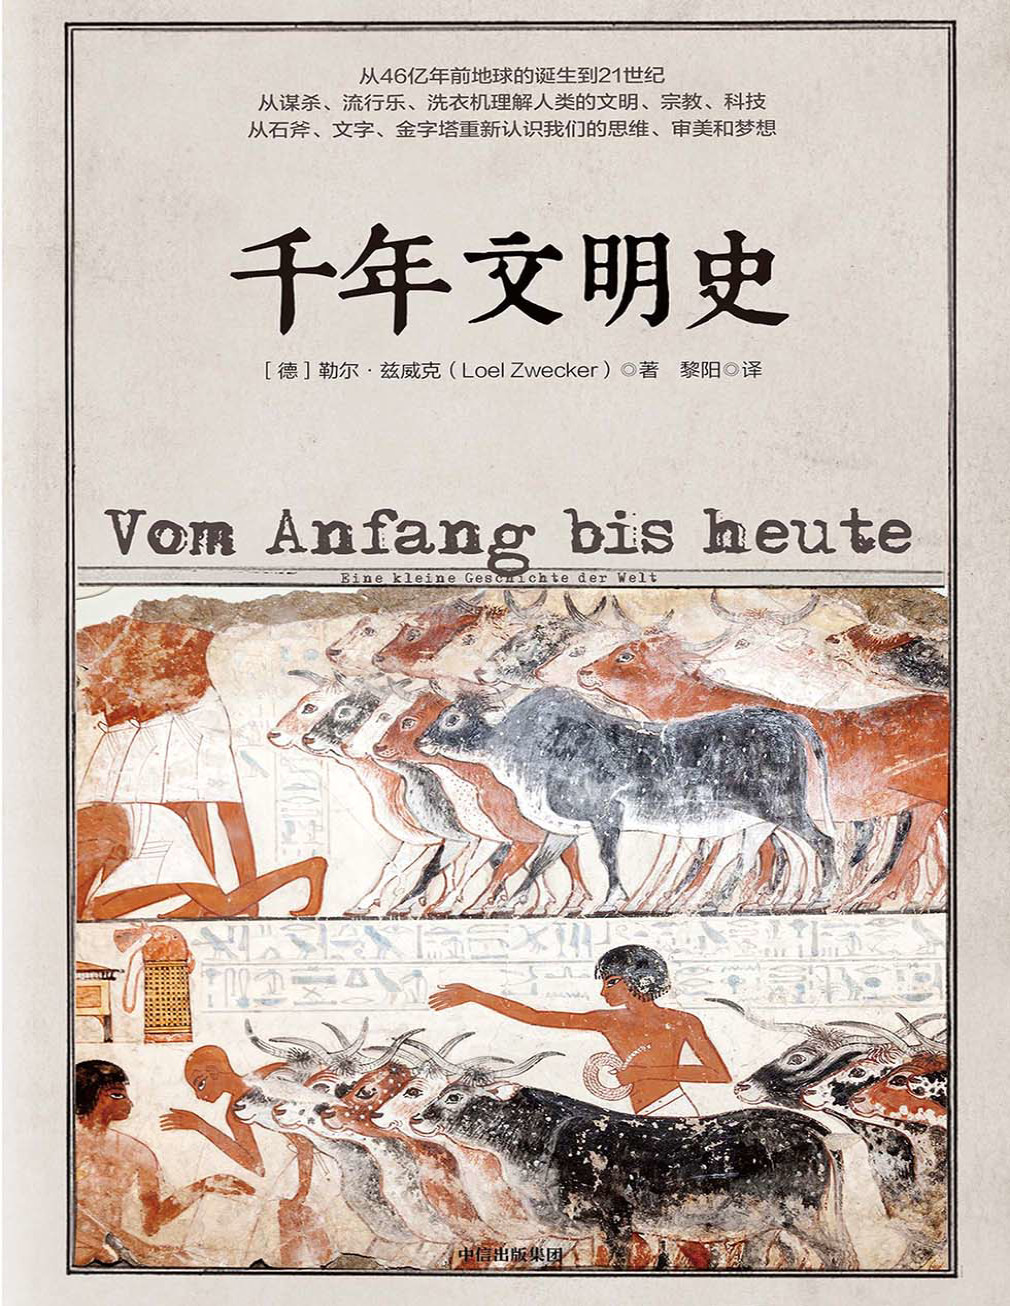 从46亿年前地球的诞生到21世纪
从谋杀、流行乐、洗衣机理解人类的文明、宗教、科技
从石斧、文字、金字塔重新认识我们的思维、审美和梦想
千年文明史
［德］勒尔·兹威克（Loel Zwecker）◎著 黎阳◎译
Vom Anfang bis heute
Eine kleine Geschichte der Welt
中信出版集团